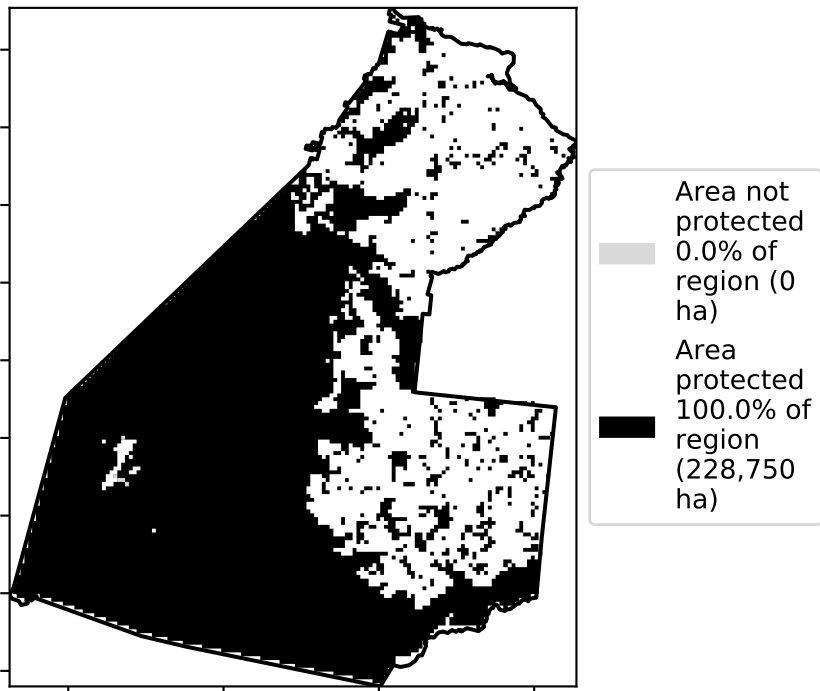 Area not
protected
0.0% of
region (0
ha)
Area
protected
100.0% of
region
(228,750
ha)